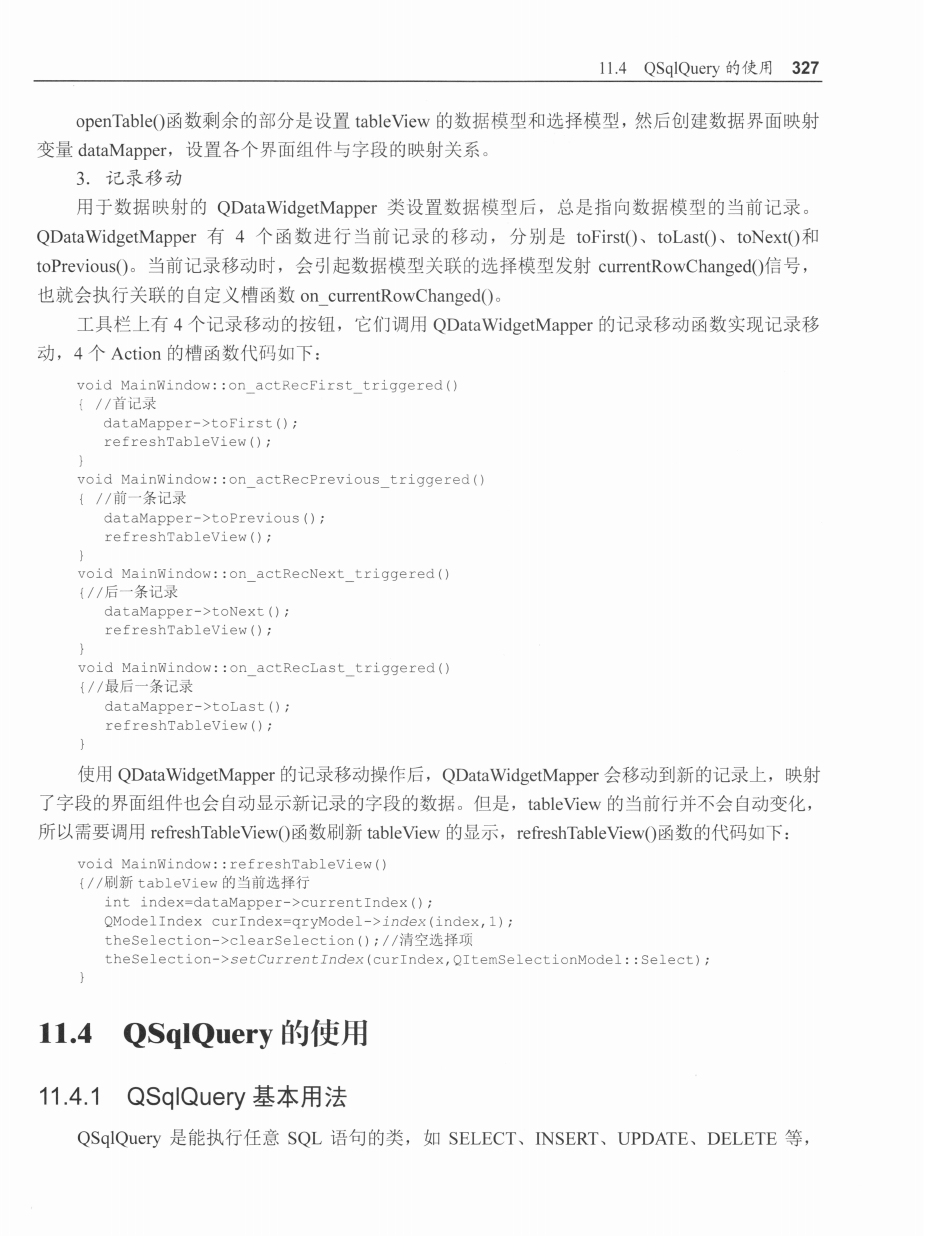 11.4 QSqlQuery 的使用 327
openTable()函数剩余的部分是设置 tableView 的数据模型和选择模型，然后创建数据界面映射
变量 dataMapper，设置各个界面组件与字段的映射关系。
3．记录移动
用于数据映射的 QDataWidgetMapper 类设置数据模型后，总是指向数据模型的当前记录。
QDataWidgetMapper 有 4 个函数进行当前记录的移动，分别是 toFirst()、toLast()、toNext()和
toPrevious()。当前记录移动时，会引起数据模型关联的选择模型发射 currentRowChanged()信号，
也就会执行关联的自定义槽函数 on_currentRowChanged()。
工具栏上有 4 个记录移动的按钮，它们调用 QDataWidgetMapper 的记录移动函数实现记录移
动，4 个 Action 的槽函数代码如下：
void MainWindow::on_actRecFirst_triggered()
{ //首记录
dataMapper->toFirst();
refreshTableView();
}
void MainWindow::on_actRecPrevious_triggered()
{ //前一条记录
dataMapper->toPrevious();
refreshTableView();
}
void MainWindow::on_actRecNext_triggered()
{//后一条记录
dataMapper->toNext();
refreshTableView();
}
void MainWindow::on_actRecLast_triggered()
{//最后一条记录
dataMapper->toLast();
refreshTableView();
}
使用 QDataWidgetMapper 的记录移动操作后，QDataWidgetMapper 会移动到新的记录上，映射
了字段的界面组件也会自动显示新记录的字段的数据。但是，tableView 的当前行并不会自动变化，
所以需要调用 refreshTableView()函数刷新 tableView 的显示，refreshTableView()函数的代码如下：
void MainWindow::refreshTableView()
{//刷新 tableView 的当前选择行
int index=dataMapper->currentIndex();
QModelIndex curIndex=qryModel->index(index,1);
theSelection->clearSelection();//清空选择项
theSelection->setCurrentIndex(curIndex,QItemSelectionModel::Select);
}
11.4 QSqlQuery 的使用
11.4.1 QSqlQuery 基本用法
QSqlQuery 是能执行任意 SQL 语句的类，如 SELECT、INSERT、UPDATE、DELETE 等，